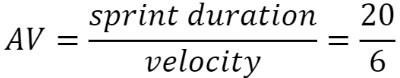 AV = sprint duration / velocity = 20 / 6